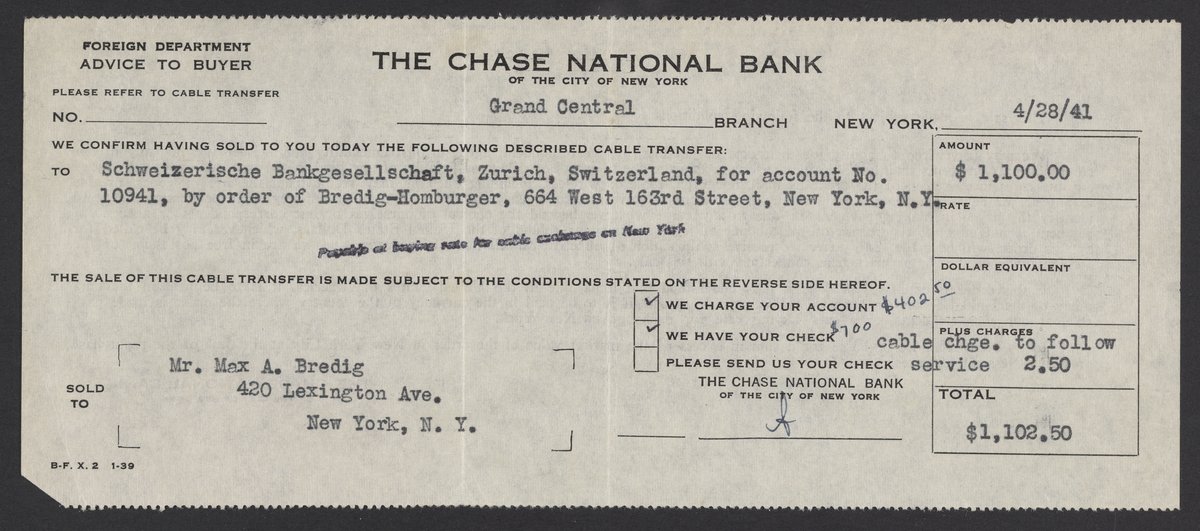 FOREIGN DEPARTMENT
ADVICE TO BUYER
PLEASE REFER TO CABLE TRANSFER
NO.
THE CHASE NATIONAL BANK
OF THE CITY OF NEW YORK
Grand Central
BRANCH NEW YORK, 4/28/41
WE CONFIRM HAVING SOLD TO YOU TODAY THE FOLLOWING DESCRIBED CABLE TRANSFER:
TO Schweizerische Bankgesellschaft, Zurich, Switzerland, for account No.
10941, by order of Bredig-Homburger, 664 West 163rd Street, New York, N.Y.
AMOUNT
$ 1,100.00
RATE
Payable at buying rate for cable exchange on New York
DOLLAR EQUIVALENT
THE SALE OF THIS CABLE TRANSFER IS MADE SUBJECT TO THE CONDITIONS STATED ON THE REVERSE SIDE HEREOF.
WE CHARGE YOUR ACCOUNT $402 50
WE HAVE YOUR CHECK $700
PLEASE SEND US YOUR CHECK
PLUS CHARGES
cable chge. to follow
service 2.50
THE CHASE NATIONAL BANK
OF THE CITY OF NEW YORK
TOTAL
$1,102.50
SOLD
TO
Mr. Max A. Bredig
420 Lexington Ave.
New York, N. Y.
B-F. X. 2 1-39